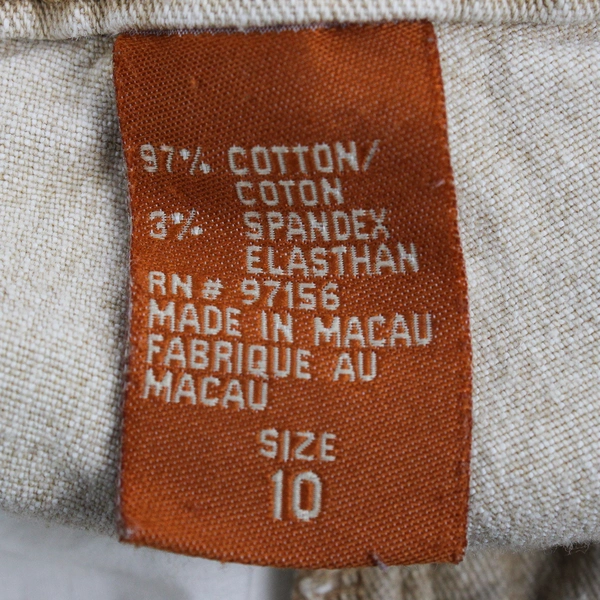 97% COTTON/
COTON
3% SPANDEX
ELASTHAN
RN# 97156
MADE IN MACAU
FABRIQUE AU
MACAU
SIZE
10